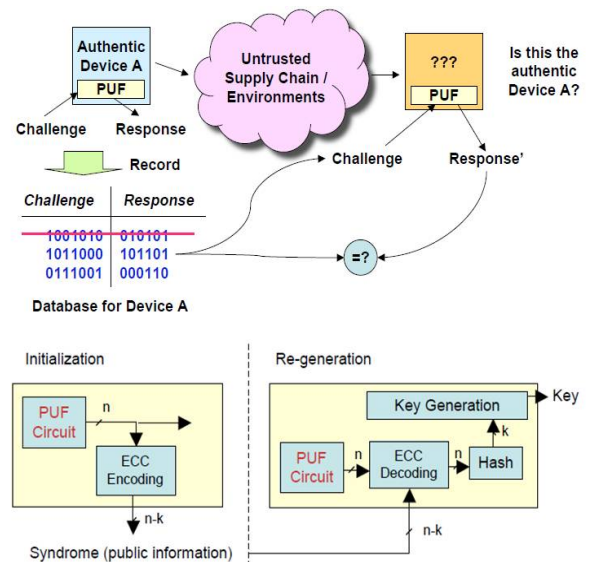 Authentic
Device A
PUF
Challenge
Response
Record
Untrusted
Supply Chain /
Environments
???
PUF
Is this the
authentic
Device A?
Challenge
Response'
Challenge Response
1001010 010101
1011000 101101
0111001 000110
=?
Database for Device A
Initialization
PUF
Circuit
n
ECC
Encoding
n-k
Syndrome (public information)
Re-generation
Key Generation
Key
k
PUF
Circuit
n
ECC
Decoding
n
Hash
n-k